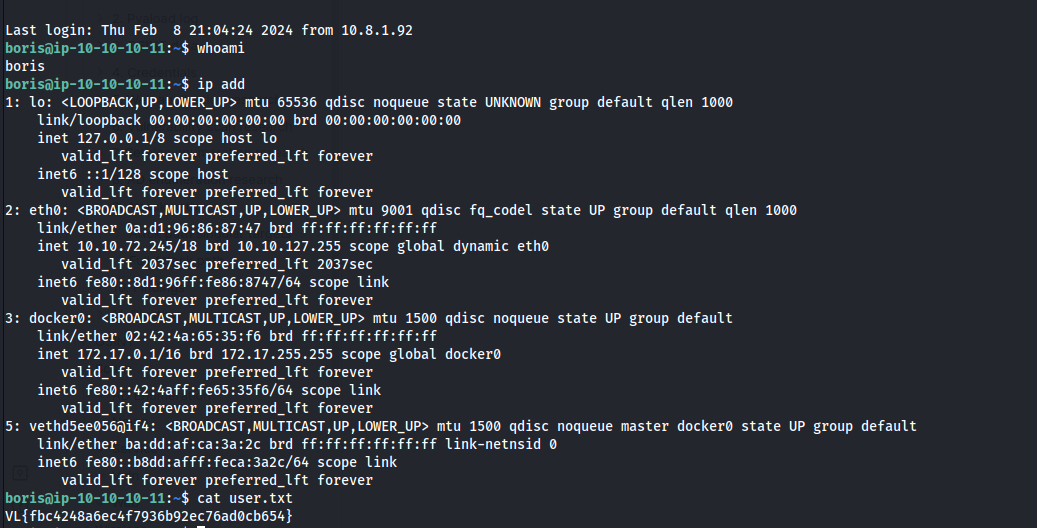 Last login: Thu Feb  8 21:04:24 2024 from 10.8.1.92
boris@ip-10-10-10-11:~$ whoami
boris
boris@ip-10-10-10-11:~$ ip add
1: lo: <LOOPBACK,UP,LOWER_UP> mtu 65536 qdisc noqueue state UNKNOWN group default qlen 1000
    link/loopback 00:00:00:00:00:00 brd 00:00:00:00:00:00
    inet 127.0.0.1/8 scope host lo
       valid_lft forever preferred_lft forever
    inet6 ::1/128 scope host
       valid_lft forever preferred_lft forever
2: eth0: <BROADCAST,MULTICAST,UP,LOWER_UP> mtu 9001 qdisc fq_codel state UP group default qlen 1000
    link/ether 0a:d1:96:86:87:47 brd ff:ff:ff:ff:ff:ff
    inet 10.10.72.245/18 brd 10.10.127.255 scope global dynamic eth0
       valid_lft 2037sec preferred_lft 2037sec
    inet6 fe80::8d1:96ff:fe86:8747/64 scope link
       valid_lft forever preferred_lft forever
3: docker0: <BROADCAST,MULTICAST,UP,LOWER_UP> mtu 1500 qdisc noqueue state UP group default
    link/ether 02:42:4a:65:35:f6 brd ff:ff:ff:ff:ff:ff
    inet 172.17.0.1/16 brd 172.17.255.255 scope global docker0
       valid_lft forever preferred_lft forever
    inet6 fe80::42:4aff:fe65:35f6/64 scope link
       valid_lft forever preferred_lft forever
5: vethd5ee056@if4: <BROADCAST,MULTICAST,UP,LOWER_UP> mtu 1500 qdisc noqueue master docker0 state UP group default
    link/ether ba:dd:af:ca:3a:2c brd ff:ff:ff:ff:ff:ff link-netnsid 0
    inet6 fe80::b8dd:afff:feca:3a2c/64 scope link
       valid_lft forever preferred_lft forever
boris@ip-10-10-10-11:~$ cat user.txt
VL{fbc4248a6ec4f7936b92ec76ad0cb654}